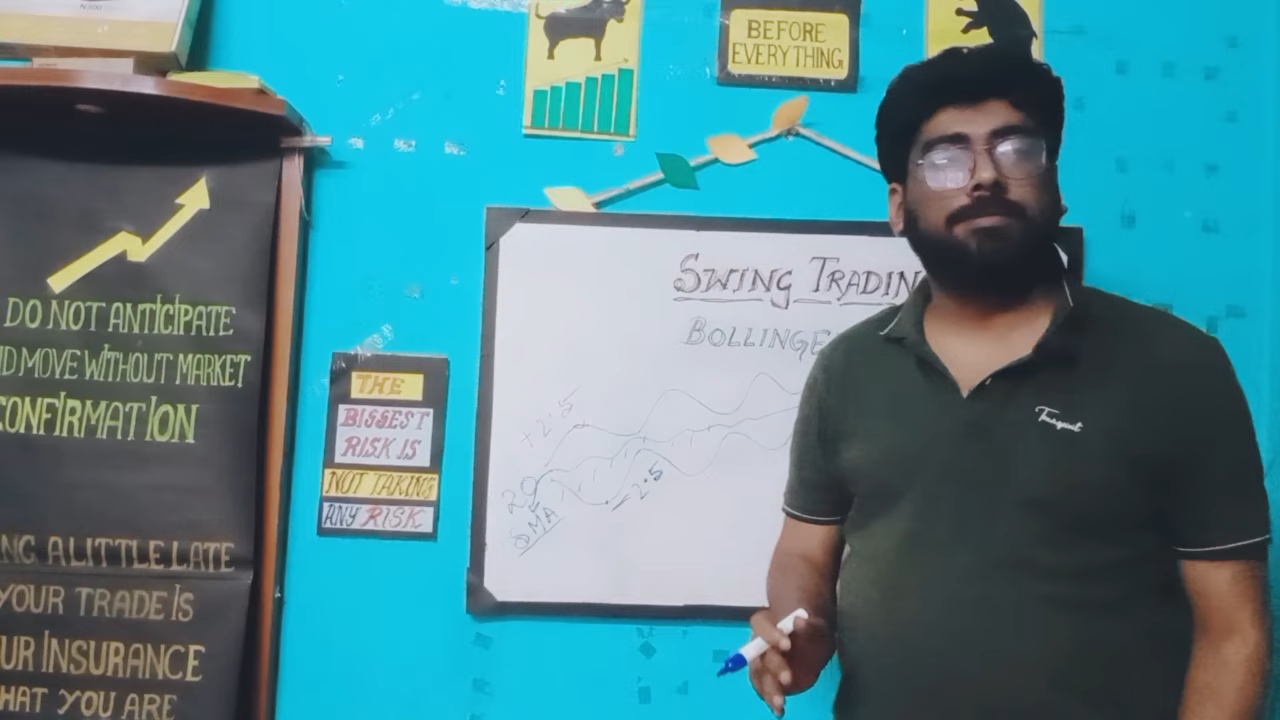 DO NOT ANTICIPATE
ND MOVE WITHOUT MARKET
CONFIRMATION
NG A LITTLE LATE
YOUR TRADE IS
UR INSURANCE
HAT YOU ARE
THE
BIGGEST
RISK IS
NOT TAKING
ANY RISK
BEFORE
EVERYTHING
SWING TRADIN
BOLLINGE
+2.5
20
SMA
-2.5